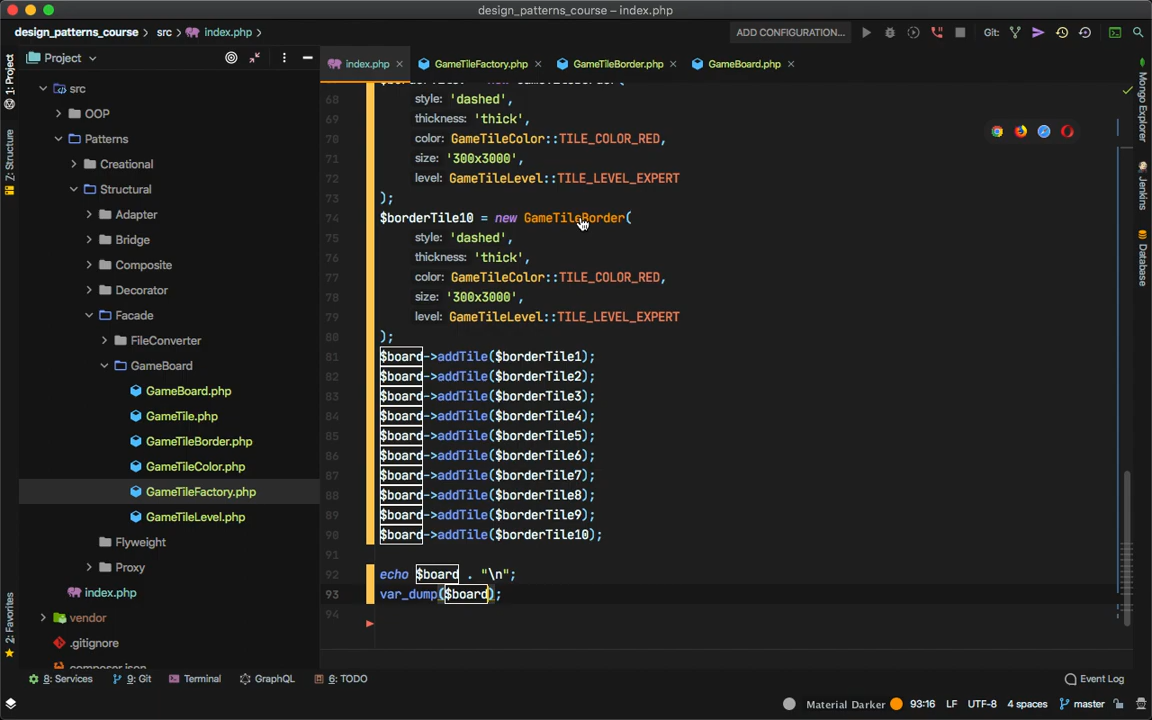 design_patterns_course – index.php
design_patterns_course › src › index.php ›
ADD CONFIGURATION...
Git:
Project
index.php ×
GameTileFactory.php ×
GameTileBorder.php ×
GameBoard.php ×
1: Project
Z: Structure
2: Favorites
src
OOP
Patterns
Creational
Structural
Adapter
Bridge
Composite
Decorator
Facade
FileConverter
GameBoard
GameBoard.php
GameTile.php
GameTileBorder.php
GameTileColor.php
GameTileFactory.php
GameTileLevel.php
Flyweight
Proxy
index.php
vendor
.gitignore
composer.json
68 style: 'dashed',
69 thickness: 'thick',
70 color: GameTileColor::TILE_COLOR_RED,
71 size: '300x3000',
72 level: GameTileLevel::TILE_LEVEL_EXPERT
73 );
74 $borderTile10 = new GameTileBorder(
75 style: 'dashed',
76 thickness: 'thick',
77 color: GameTileColor::TILE_COLOR_RED,
78 size: '300x3000',
79 level: GameTileLevel::TILE_LEVEL_EXPERT
80 );
81 $board->addTile($borderTile1);
82 $board->addTile($borderTile2);
83 $board->addTile($borderTile3);
84 $board->addTile($borderTile4);
85 $board->addTile($borderTile5);
86 $board->addTile($borderTile6);
87 $board->addTile($borderTile7);
88 $board->addTile($borderTile8);
89 $board->addTile($borderTile9);
90 $board->addTile($borderTile10);
91
92 echo $board . "\n";
93 var_dump($board);
94
Mongo Explorer
Jenkins
Database
8: Services
9: Git
Terminal
GraphQL
6: TODO
Event Log
Material Darker
93:16 LF UTF-8 4 spaces master